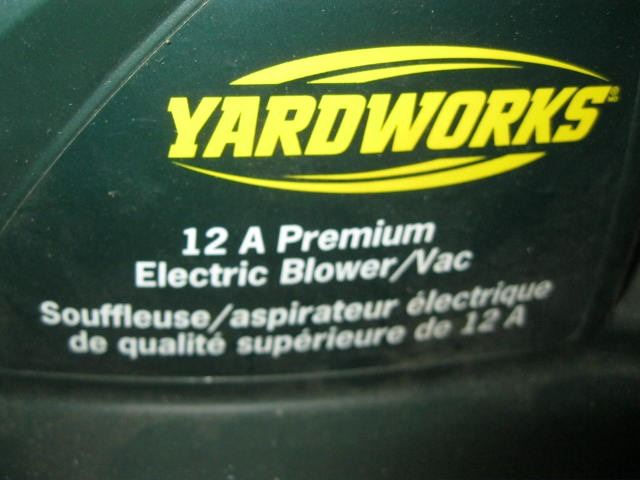 YARDWORKS®
12 A Premium
Electric Blower/Vac
Souffleuse/aspirateur électrique
de qualité supérieure de 12 A